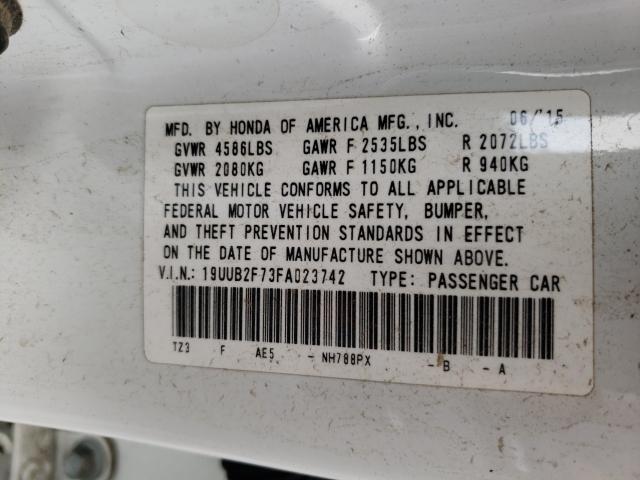 MFD. BY HONDA OF AMERICA MFG., INC. 06/'15
GVWR 4586LBS GAWR F 2535LBS R 2072LBS
GVWR 2080KG GAWR F 1150KG R 940KG
THIS VEHICLE CONFORMS TO ALL APPLICABLE
FEDERAL MOTOR VEHICLE SAFETY, BUMPER,
AND THEFT PREVENTION STANDARDS IN EFFECT
ON THE DATE OF MANUFACTURE SHOWN ABOVE.
V.I.N.: 19UUB2F73FA023742 TYPE: PASSENGER CAR
TZ3 F AE5 - NH788PX - B - A